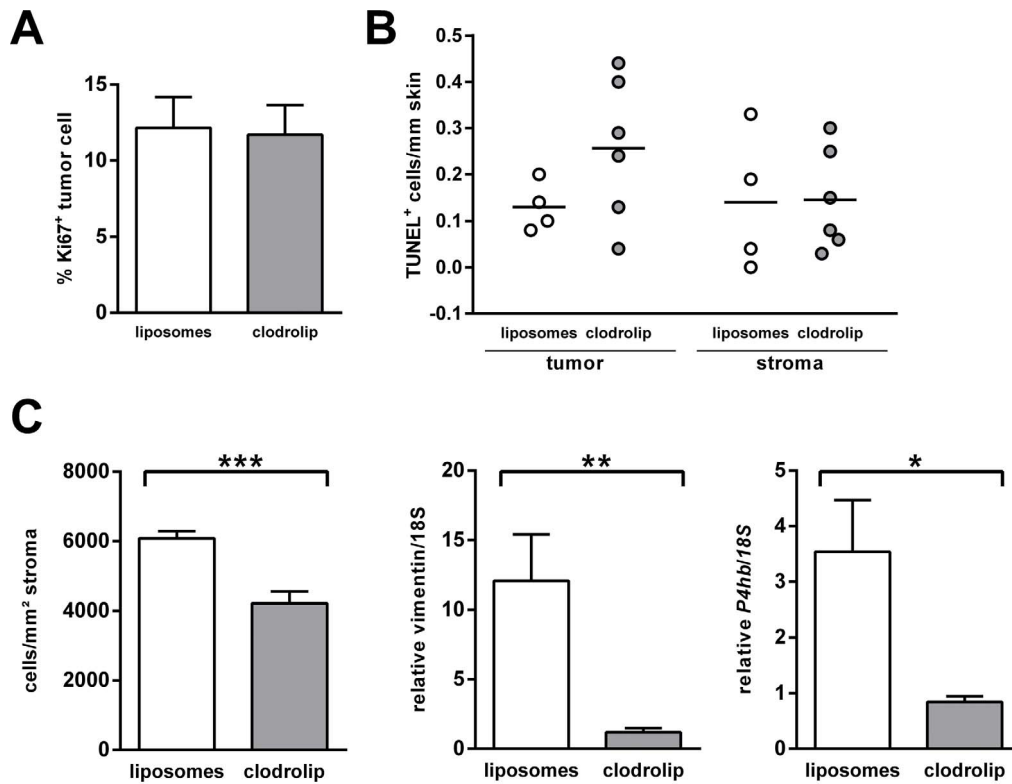 A
% Ki67+ tumor cell
15
10
5
0
liposomes
clodrolip
B
TUNEL+ cells/mm skin
0.5
0.4
0.3
0.2
0.1
0.0
-0.1
liposomes clodrolip liposomes clodrolip
tumor stroma
C
cells/mm² stroma
8000
6000
4000
2000
0
***
liposomes clodrolip
relative vimentin/18S
20
15
10
5
0
**
liposomes clodrolip
relative P4hb/18S
5
4
3
2
1
0
*
liposomes clodrolip